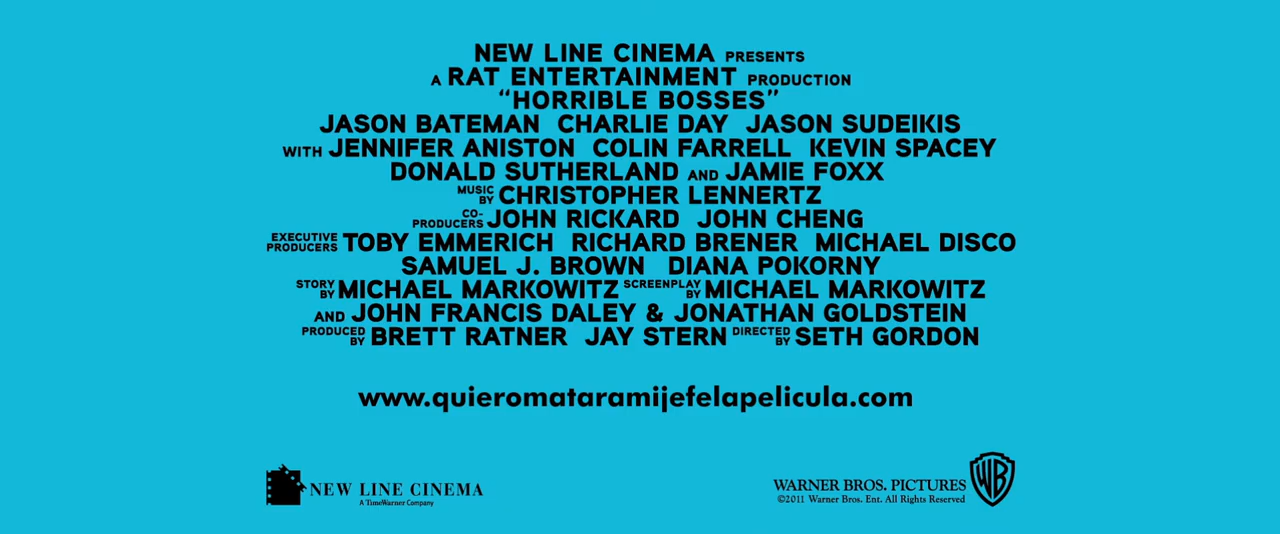 NEW LINE CINEMA PRESENTS
A RAT ENTERTAINMENT PRODUCTION
“HORRIBLE BOSSES”
JASON BATEMAN CHARLIE DAY JASON SUDEIKIS
WITH JENNIFER ANISTON COLIN FARRELL KEVIN SPACEY
DONALD SUTHERLAND AND JAMIE FOXX
MUSIC BY CHRISTOPHER LENNERTZ
CO-PRODUCERS JOHN RICKARD JOHN CHENG
EXECUTIVE PRODUCERS TOBY EMMERICH RICHARD BRENER MICHAEL DISCO
SAMUEL J. BROWN DIANA POKORNY
STORY BY MICHAEL MARKOWITZ SCREENPLAY BY MICHAEL MARKOWITZ
AND JOHN FRANCIS DALEY & JONATHAN GOLDSTEIN
PRODUCED BY BRETT RATNER JAY STERN DIRECTED BY SETH GORDON
www.quieromataramijefelapelicula.com
NEW LINE CINEMA
A TimeWarner Company
WARNER BROS. PICTURES
©2011 Warner Bros. Ent. All Rights Reserved
WB